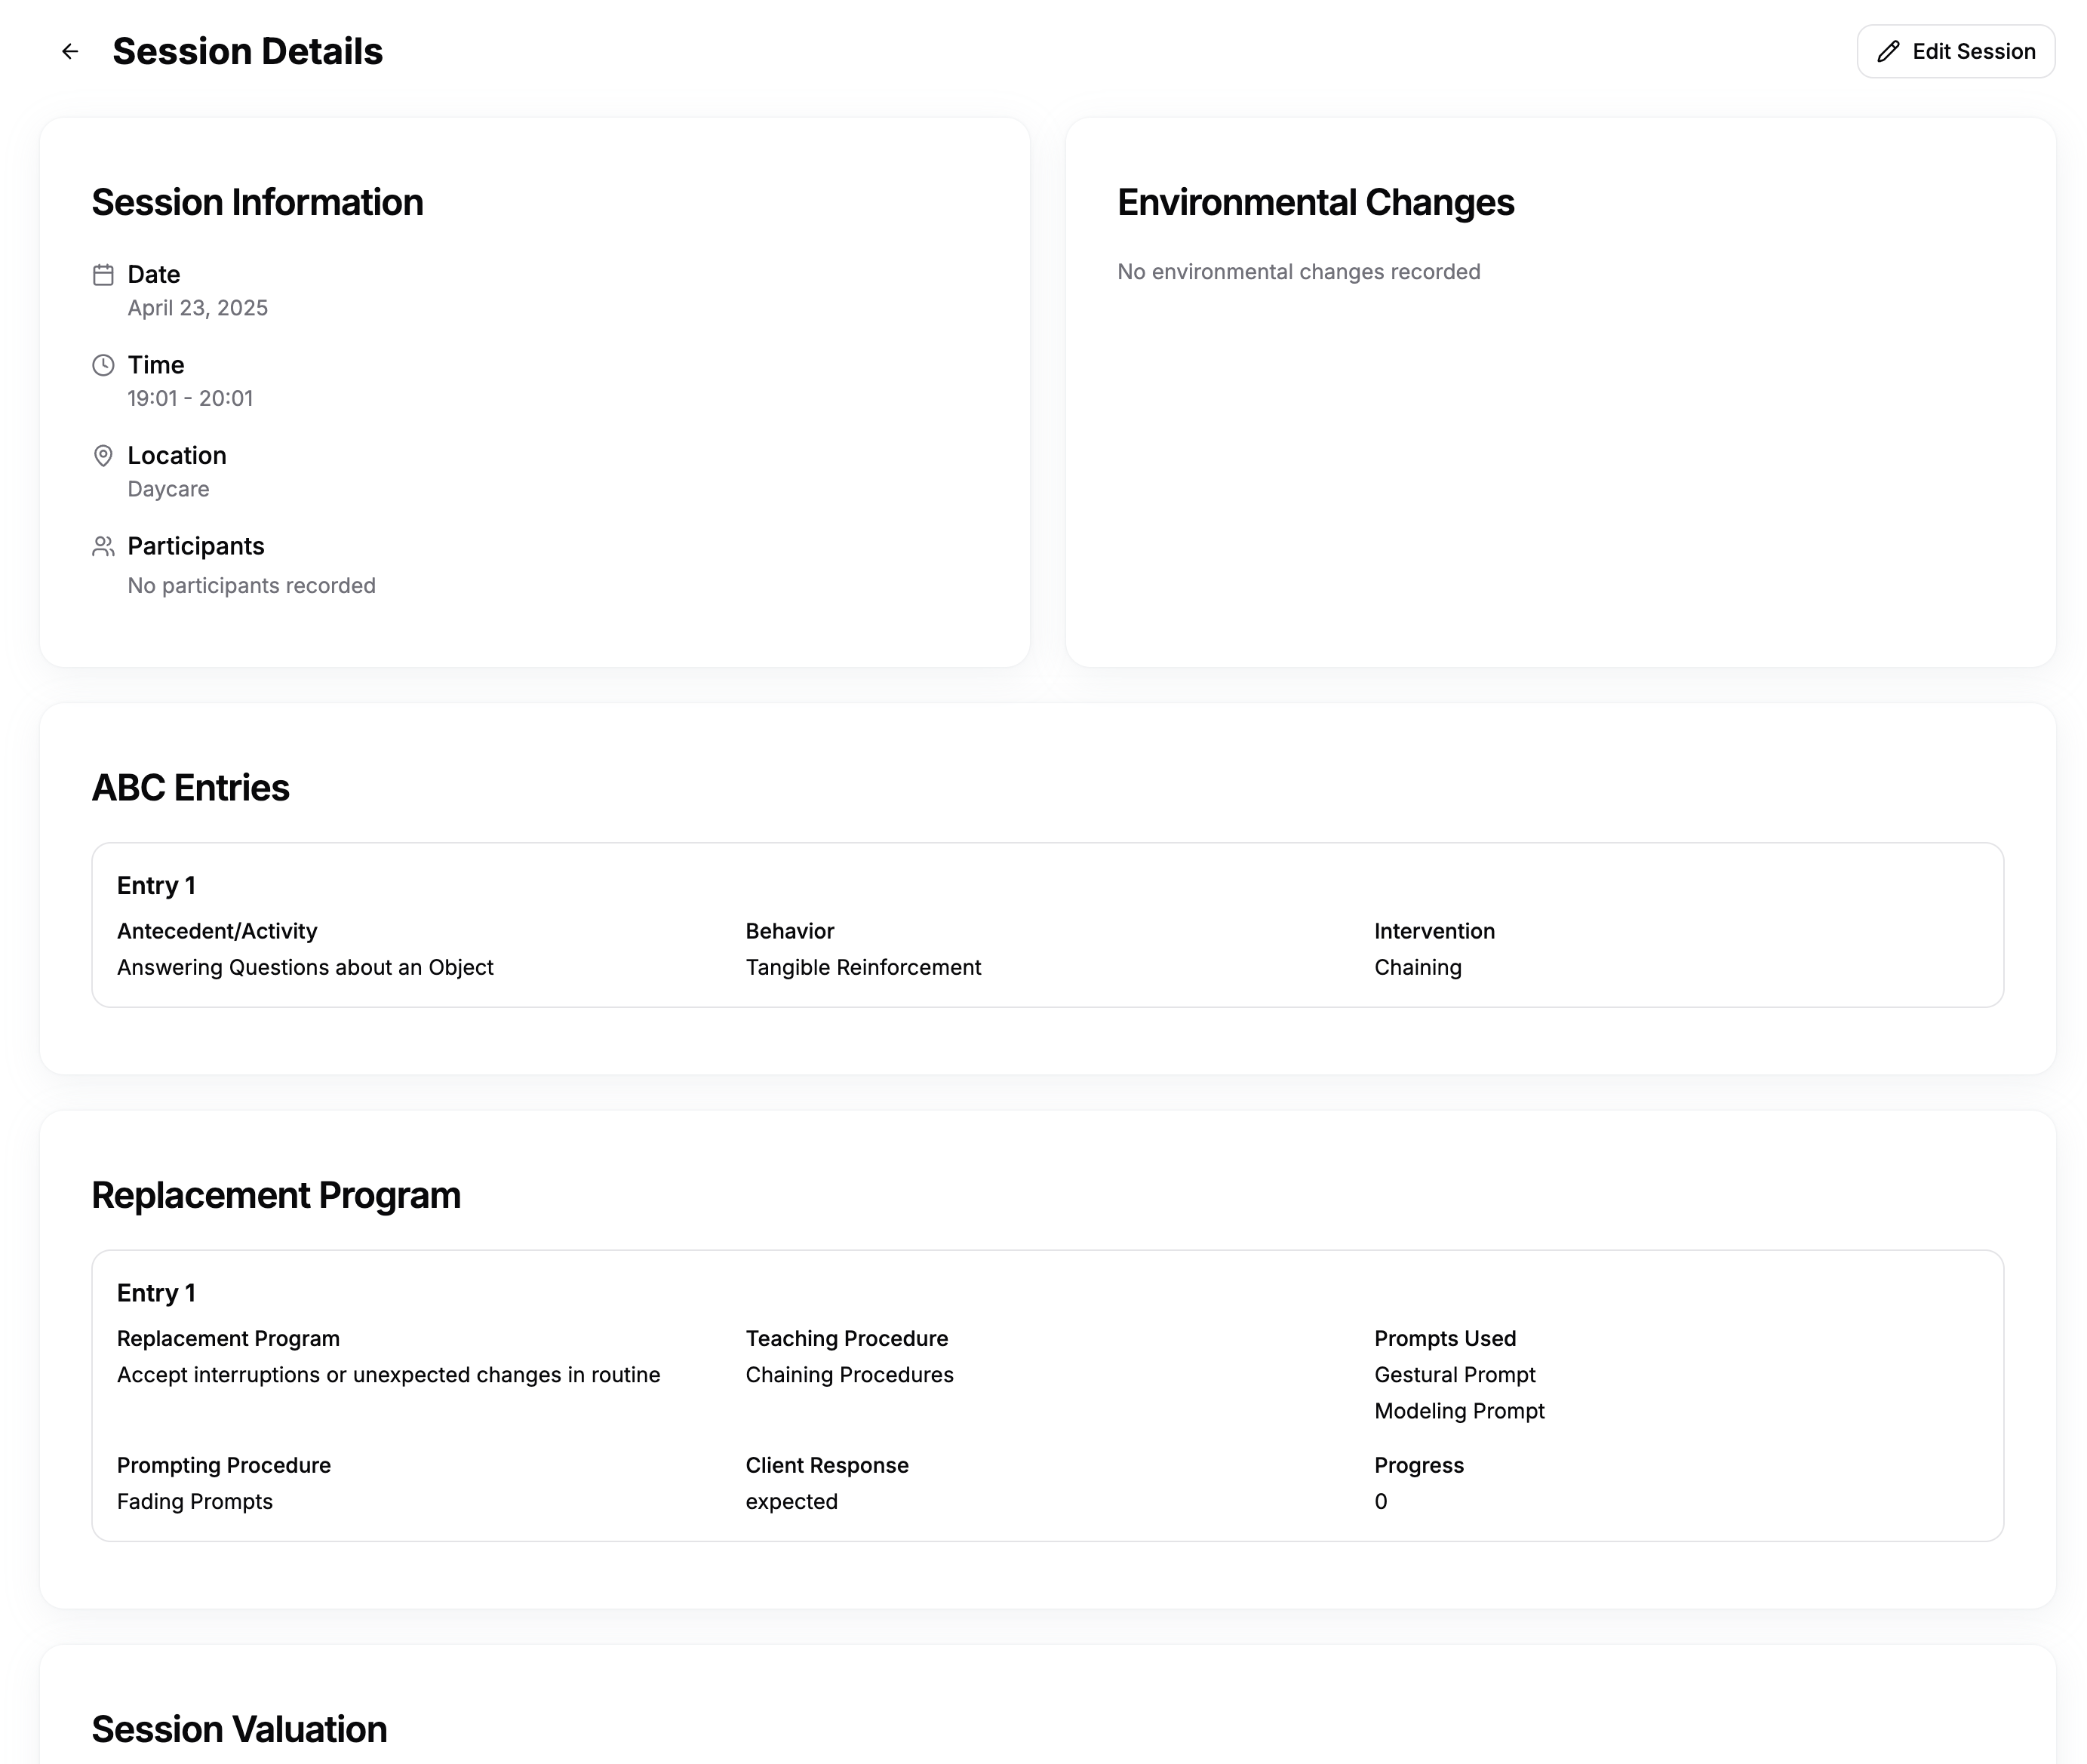 Session Details
Edit Session
Session Information
Date
April 23, 2025
Time
19:01 - 20:01
Location
Daycare
Participants
No participants recorded
Environmental Changes
No environmental changes recorded
ABC Entries
Entry 1
Antecedent/Activity
Answering Questions about an Object
Behavior
Tangible Reinforcement
Intervention
Chaining
Replacement Program
Entry 1
Replacement Program
Accept interruptions or unexpected changes in routine
Teaching Procedure
Chaining Procedures
Prompts Used
Gestural Prompt
Modeling Prompt
Prompting Procedure
Fading Prompts
Client Response
expected
Progress
0
Session Valuation